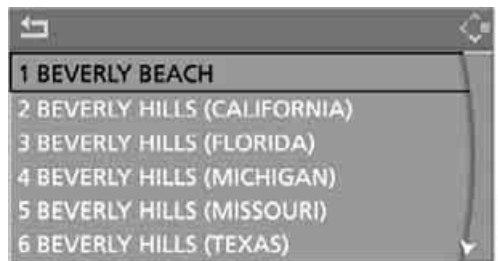 1 BEVERLY BEACH
2 BEVERLY HILLS (CALIFORNIA)
3 BEVERLY HILLS (FLORIDA)
4 BEVERLY HILLS (MICHIGAN)
5 BEVERLY HILLS (MISSOURI)
6 BEVERLY HILLS (TEXAS)